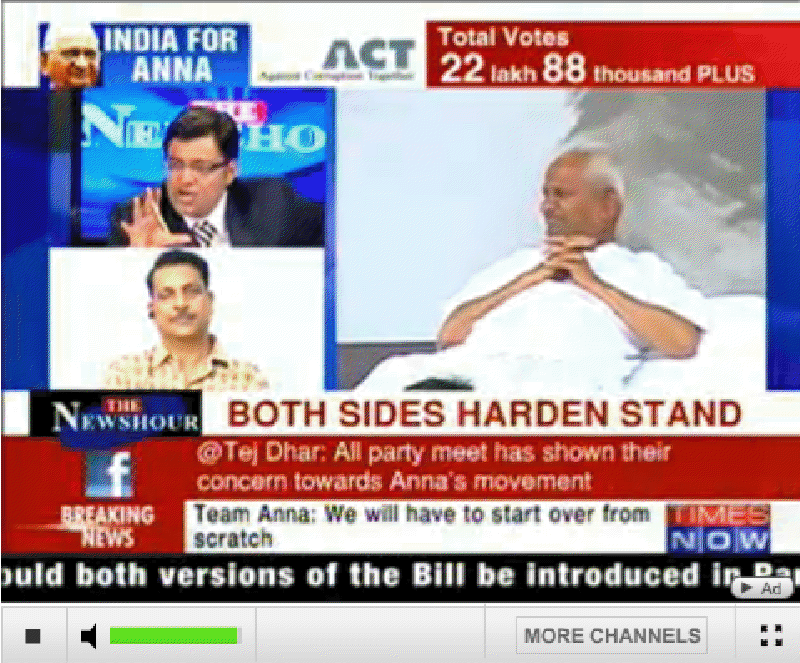 INDIA FOR
ANNA
ACT
Against Corruption Together
Total Votes
22 lakh 88 thousand PLUS
THE
NE HO
THE
NEWSHOUR
BOTH SIDES HARDEN STAND
@Tej Dhar: All party meet has shown their
concern towards Anna's movement
f
BREAKING
NEWS
Team Anna: We will have to start over from
scratch
TIMES
NOW
ould both versions of the Bill be introduced in Par
Ad
MORE CHANNELS